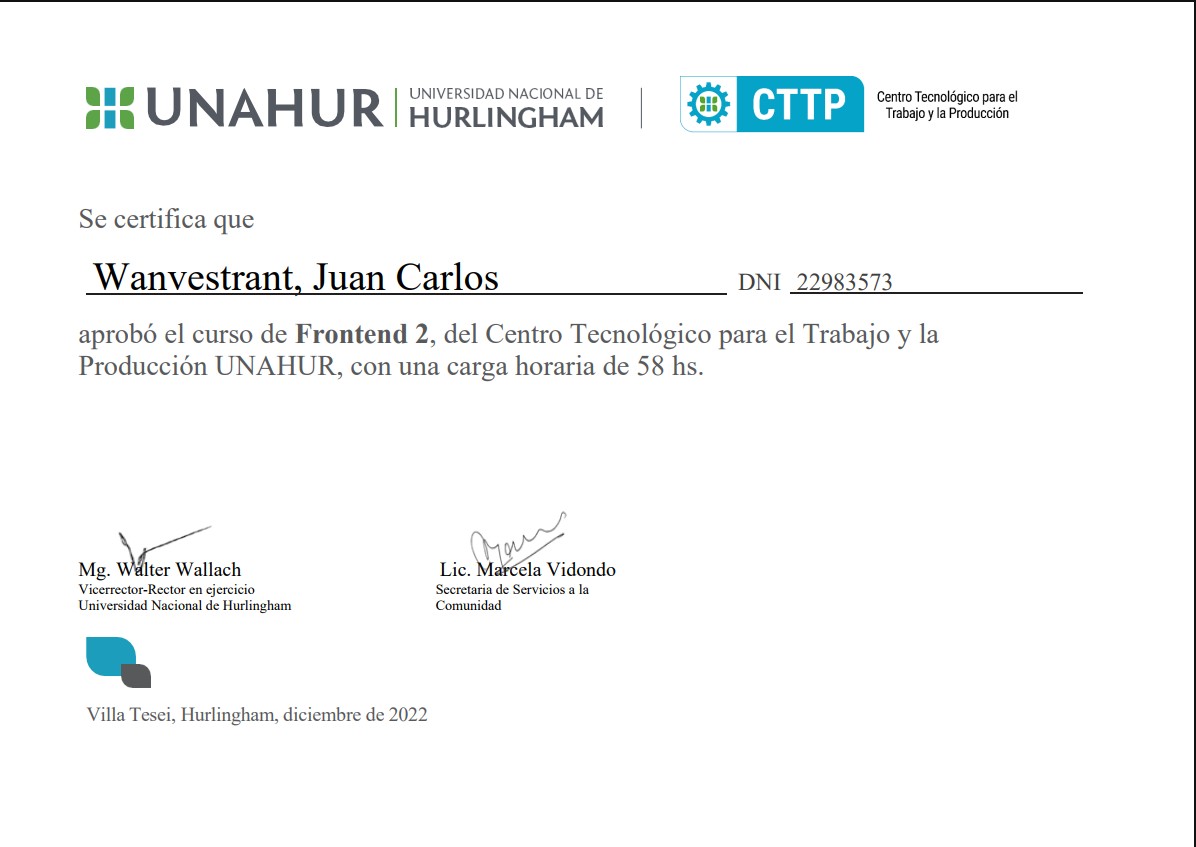 UNAHUR
UNIVERSIDAD NACIONAL DE
HURLINGHAM
CTTP
Centro Tecnológico para el
Trabajo y la Producción
Se certifica que
Wanvestrant, Juan Carlos DNI 22983573
aprobó el curso de Frontend 2, del Centro Tecnológico para el Trabajo y la
Producción UNAHUR, con una carga horaria de 58 hs.
Mg. Walter Wallach
Vicerrector-Rector en ejercicio
Universidad Nacional de Hurlingham
Lic. Marcela Vidondo
Secretaria de Servicios a la
Comunidad
Villa Tesei, Hurlingham, diciembre de 2022